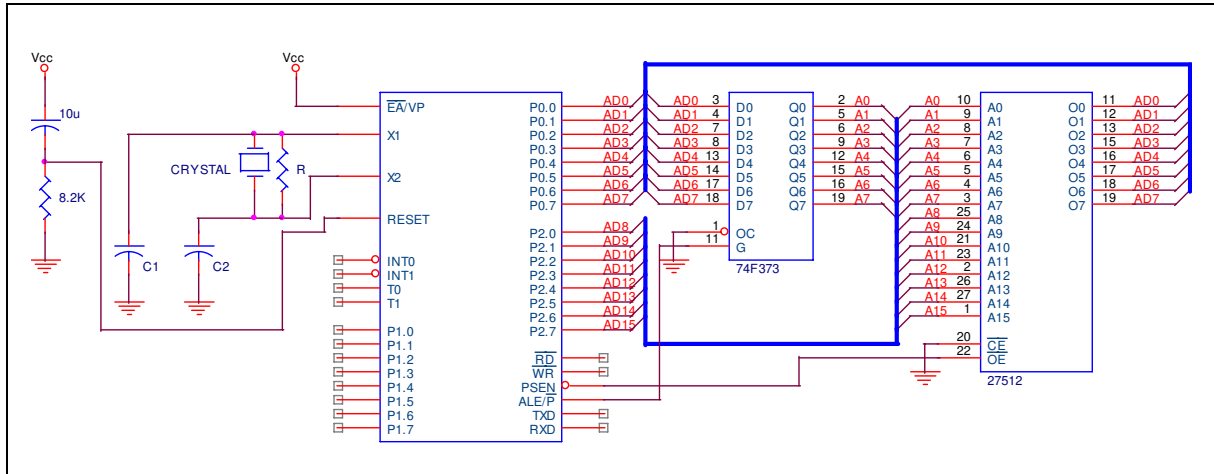 Vcc
10u
8.2K
C1
C2
CRYSTAL
R
Vcc
EA/VP
X1
X2
RESET
INT0
INT1
T0
T1
P1.0
P1.1
P1.2
P1.3
P1.4
P1.5
P1.6
P1.7
P0.0 AD0
P0.1 AD1
P0.2 AD2
P0.3 AD3
P0.4 AD4
P0.5 AD5
P0.6 AD6
P0.7 AD7
P2.0 AD8
P2.1 AD9
P2.2 AD10
P2.3 AD11
P2.4 AD12
P2.5 AD13
P2.6 AD14
P2.7 AD15
RD
WR
PSEN
ALE/P
TXD
RXD
AD0 3 D0 Q0 2 A0
AD1 4 D1 Q1 5 A1
AD2 7 D2 Q2 6 A2
AD3 8 D3 Q3 9 A3
AD4 13 D4 Q4 12 A4
AD5 14 D5 Q5 15 A5
AD6 17 D6 Q6 16 A6
AD7 18 D7 Q7 19 A7
1 OC
11 G
74F373
A0 10 A0 O0 11 AD0
A1 9 A1 O1 12 AD1
A2 8 A2 O2 13 AD2
A3 7 A3 O3 15 AD3
A4 6 A4 O4 16 AD4
A5 5 A5 O5 17 AD5
A6 4 A6 O6 18 AD6
A7 3 A7 O7 19 AD7
A8 25 A8
A9 24 A9
A10 21 A10
A11 23 A11
A12 2 A12
A13 26 A13
A14 27 A14
A15 1 A15
20 CE
22 OE
27512